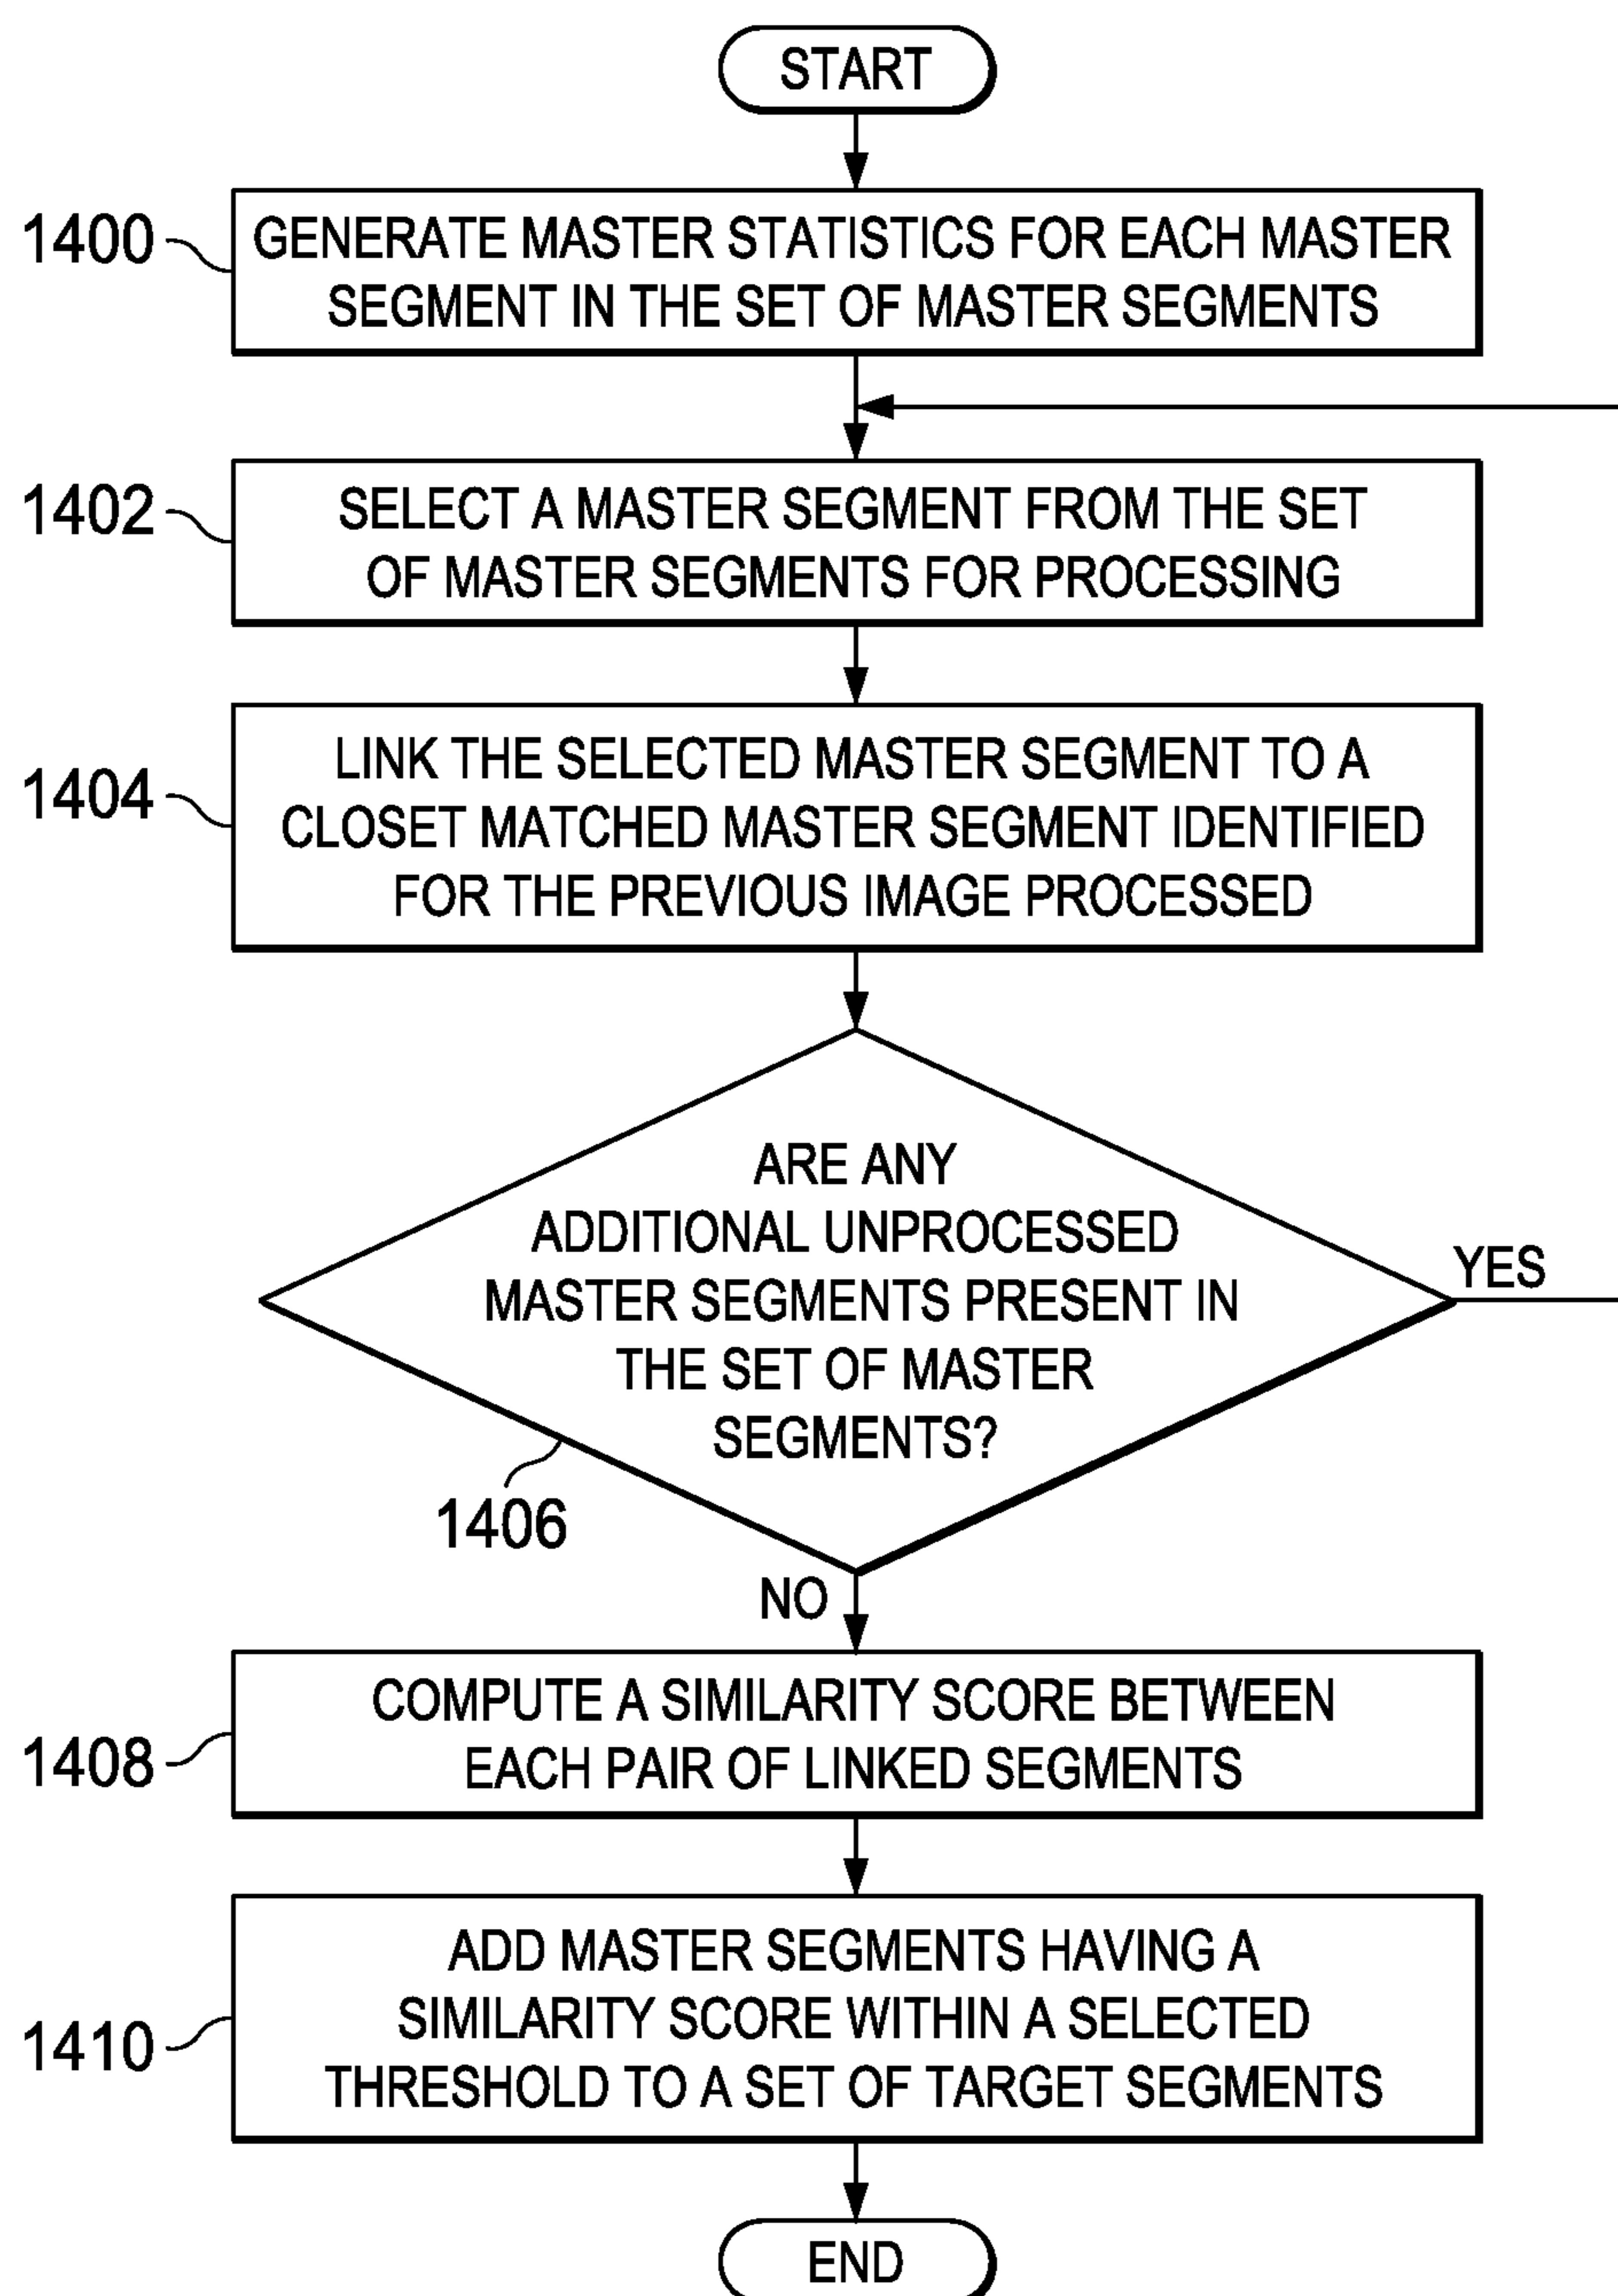 START
1400
GENERATE MASTER STATISTICS FOR EACH MASTER
SEGMENT IN THE SET OF MASTER SEGMENTS
1402
SELECT A MASTER SEGMENT FROM THE SET
OF MASTER SEGMENTS FOR PROCESSING
1404
LINK THE SELECTED MASTER SEGMENT TO A
CLOSET MATCHED MASTER SEGMENT IDENTIFIED
FOR THE PREVIOUS IMAGE PROCESSED
ARE ANY
ADDITIONAL UNPROCESSED
MASTER SEGMENTS PRESENT IN
THE SET OF MASTER
SEGMENTS?
YES
1406
NO
1408
COMPUTE A SIMILARITY SCORE BETWEEN
EACH PAIR OF LINKED SEGMENTS
1410
ADD MASTER SEGMENTS HAVING A
SIMILARITY SCORE WITHIN A SELECTED
THRESHOLD TO A SET OF TARGET SEGMENTS
END